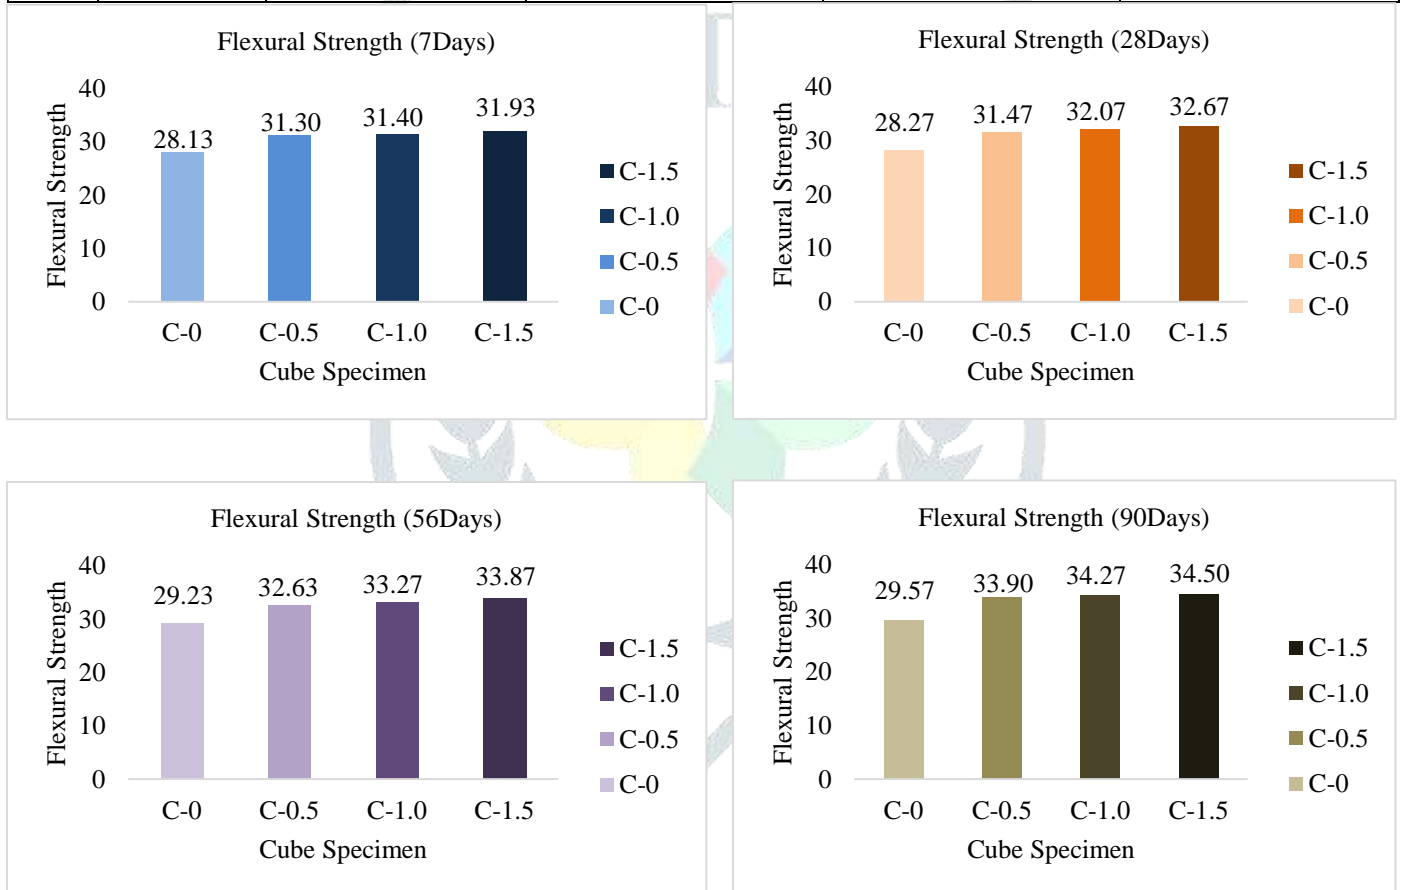 Flexural Strength (7Days)
Flexural Strength
40
30
20
10
0
28.13
31.30
31.40
31.93
C-0
C-0.5
C-1.0
C-1.5
Cube Specimen
C-1.5
C-1.0
C-0.5
C-0
Flexural Strength (28Days)
Flexural Strength
40
30
20
10
0
28.27
31.47
32.07
32.67
C-0
C-0.5
C-1.0
C-1.5
Cube Specimen
C-1.5
C-1.0
C-0.5
C-0
Flexural Strength (56Days)
Flexural Strength
40
30
20
10
0
29.23
32.63
33.27
33.87
C-0
C-0.5
C-1.0
C-1.5
Cube Specimen
C-1.5
C-1.0
C-0.5
C-0
Flexural Strength (90Days)
Flexural Strength
40
30
20
10
0
29.57
33.90
34.27
34.50
C-0
C-0.5
C-1.0
C-1.5
Cube Specimen
C-1.5
C-1.0
C-0.5
C-0